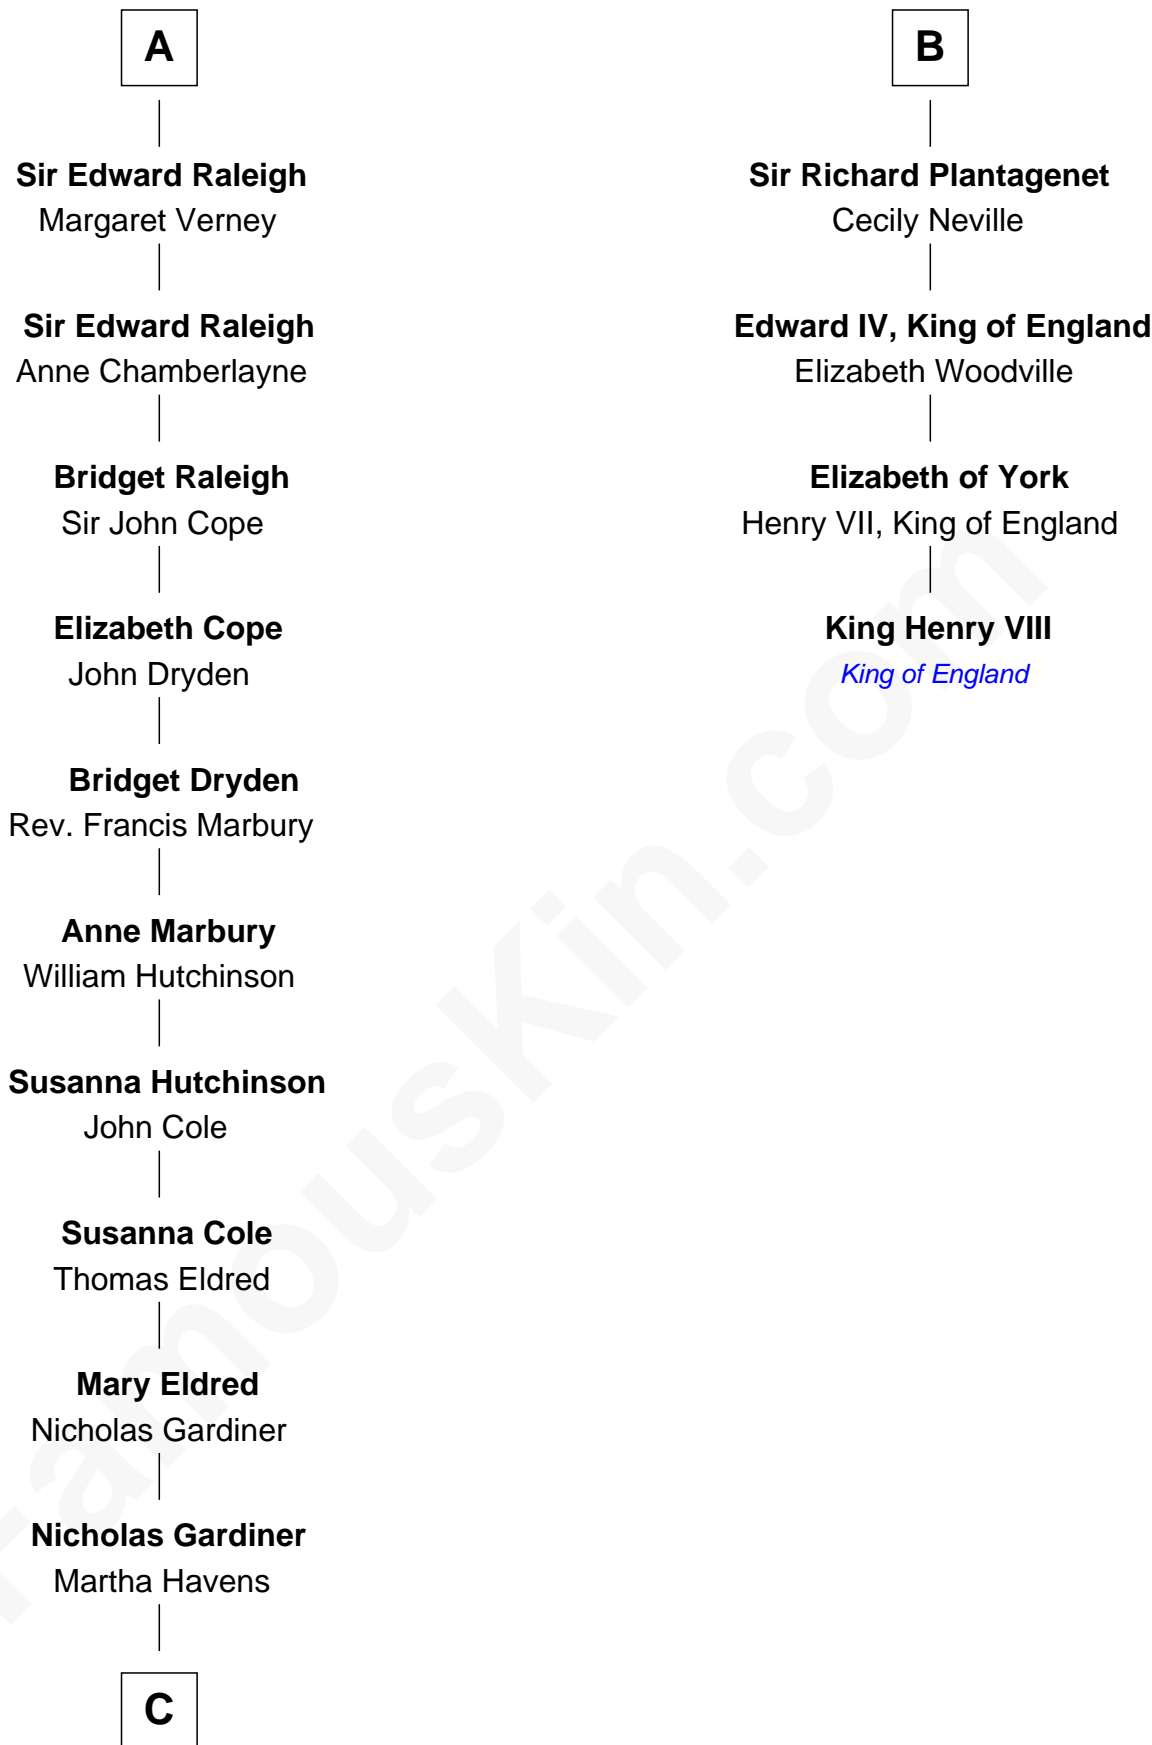 A
Sir Edward Raleigh
Margaret Verney
Sir Edward Raleigh
Anne Chamberlayne
Bridget Raleigh
Sir John Cope
Elizabeth Cope
John Dryden
Bridget Dryden
Rev. Francis Marbury
Anne Marbury
William Hutchinson
Susanna Hutchinson
John Cole
Susanna Cole
Thomas Eldred
Mary Eldred
Nicholas Gardiner
Nicholas Gardiner
Martha Havens
C
B
Sir Richard Plantagenet
Cecily Neville
Edward IV, King of England
Elizabeth Woodville
Elizabeth of York
Henry VII, King of England
King Henry VIII
King of England
FamousKin.com